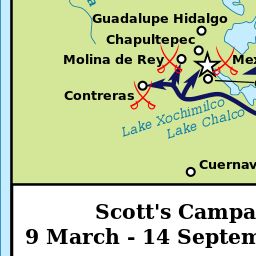 Guadalupe Hidalgo
Chapultepec
Molina de Rey
Mex
Contreras
Lake Xochimilco
Lake Chalco
Cuernav
Scott's Campa
9 March - 14 Septem